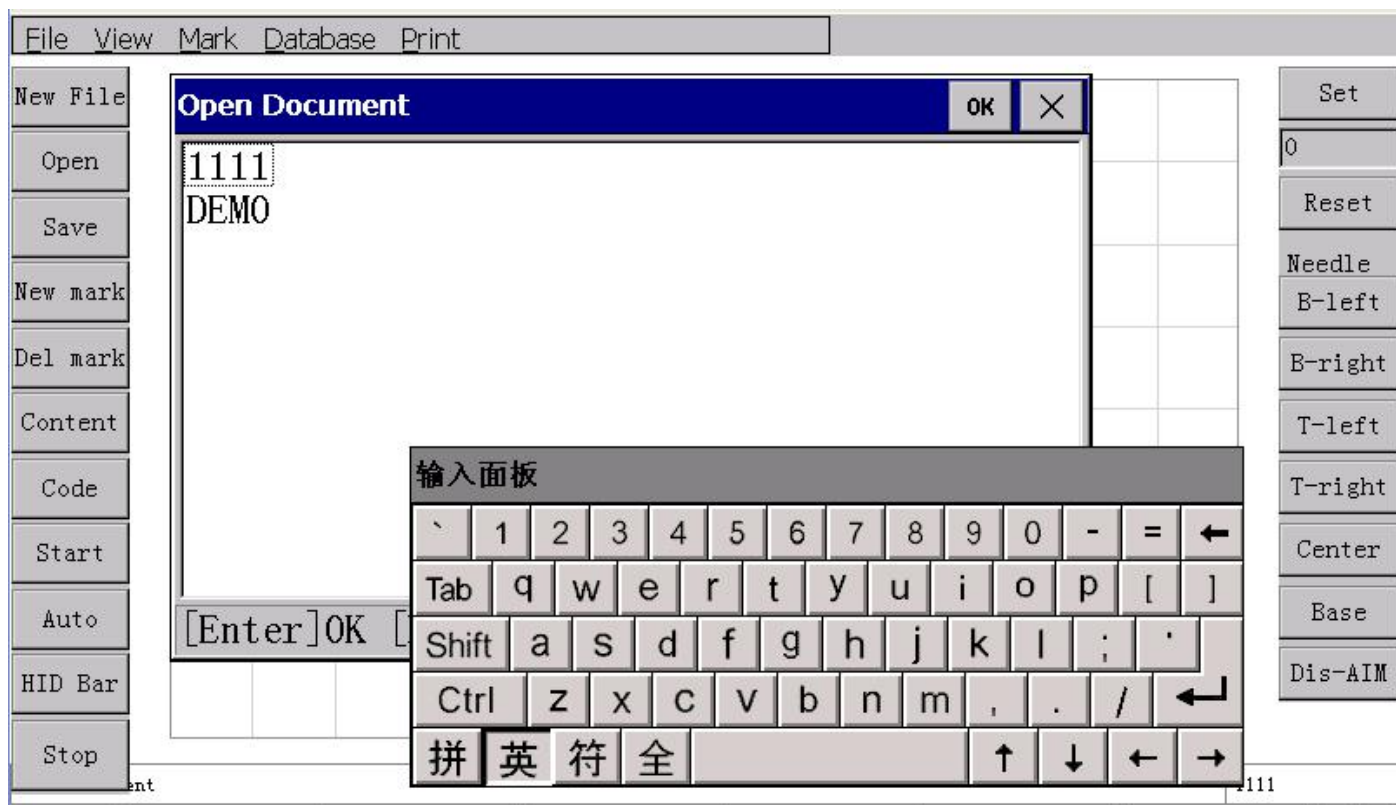 File View Mark Database Print
New File
Open
Save
New mark
Del mark
Content
Code
Start
Auto
HID Bar
Stop
Open Document OK ×
1111
DEMO
[Enter]OK [
输入面板
` 1 2 3 4 5 6 7 8 9 0 - = ←
Tab q w e r t y u i o p [ ]
Shift a s d f g h j k l ; '
Ctrl z x c v b n m , . /
拼 英 符 全 ↑ ↓ ← →
Set
0
Reset
Needle
B-left
B-right
T-left
T-right
Center
Base
Dis-AIM
ent
1111